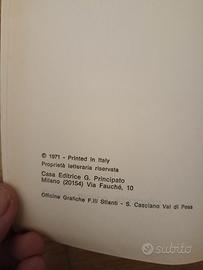 © 1971 - Printed in Italy
Proprietà letteraria riservata
Casa Editrice G. Principato
Milano (20154) Via Fauché, 10
Officine Grafiche F.lli Stianti - S. Casciano Val di Pesa
subito